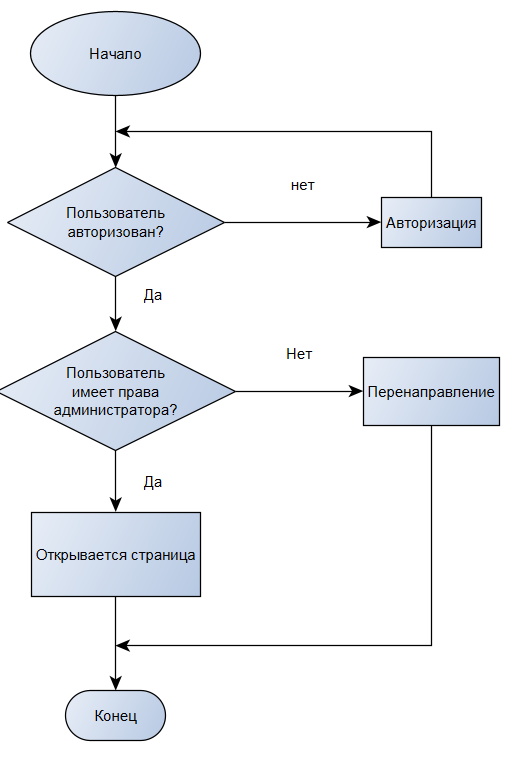 Начало
нет
Пользователь
авторизован?
Авторизация
Да
Нет
Пользователь
имеет права
администратора?
Перенаправление
Да
Открывается страница
Конец